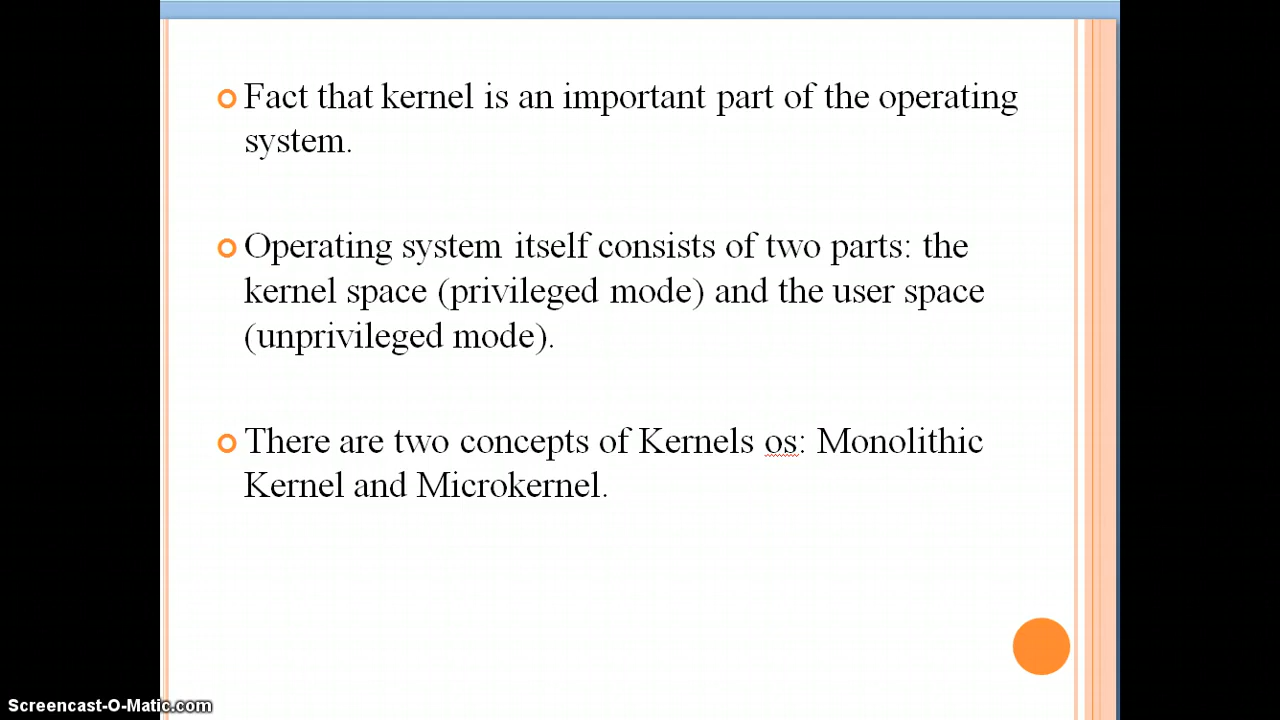 Fact that kernel is an important part of the operating
system.
Operating system itself consists of two parts: the
kernel space (privileged mode) and the user space
(unprivileged mode).
There are two concepts of Kernels os: Monolithic
Kernel and Microkernel.
Screencast-O-Matic.com